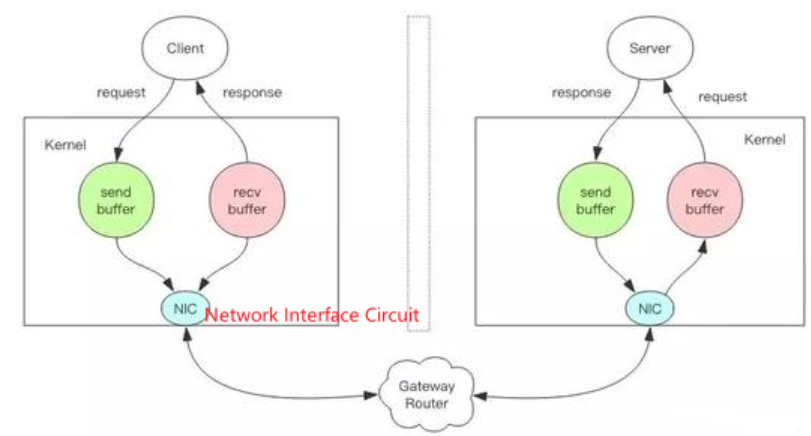 Client
Server
request
response
response
request
Kernel
Kernel
send
buffer
recv
buffer
send
buffer
recv
buffer
NIC
Network Interface Circuit
NIC
Gateway
Router